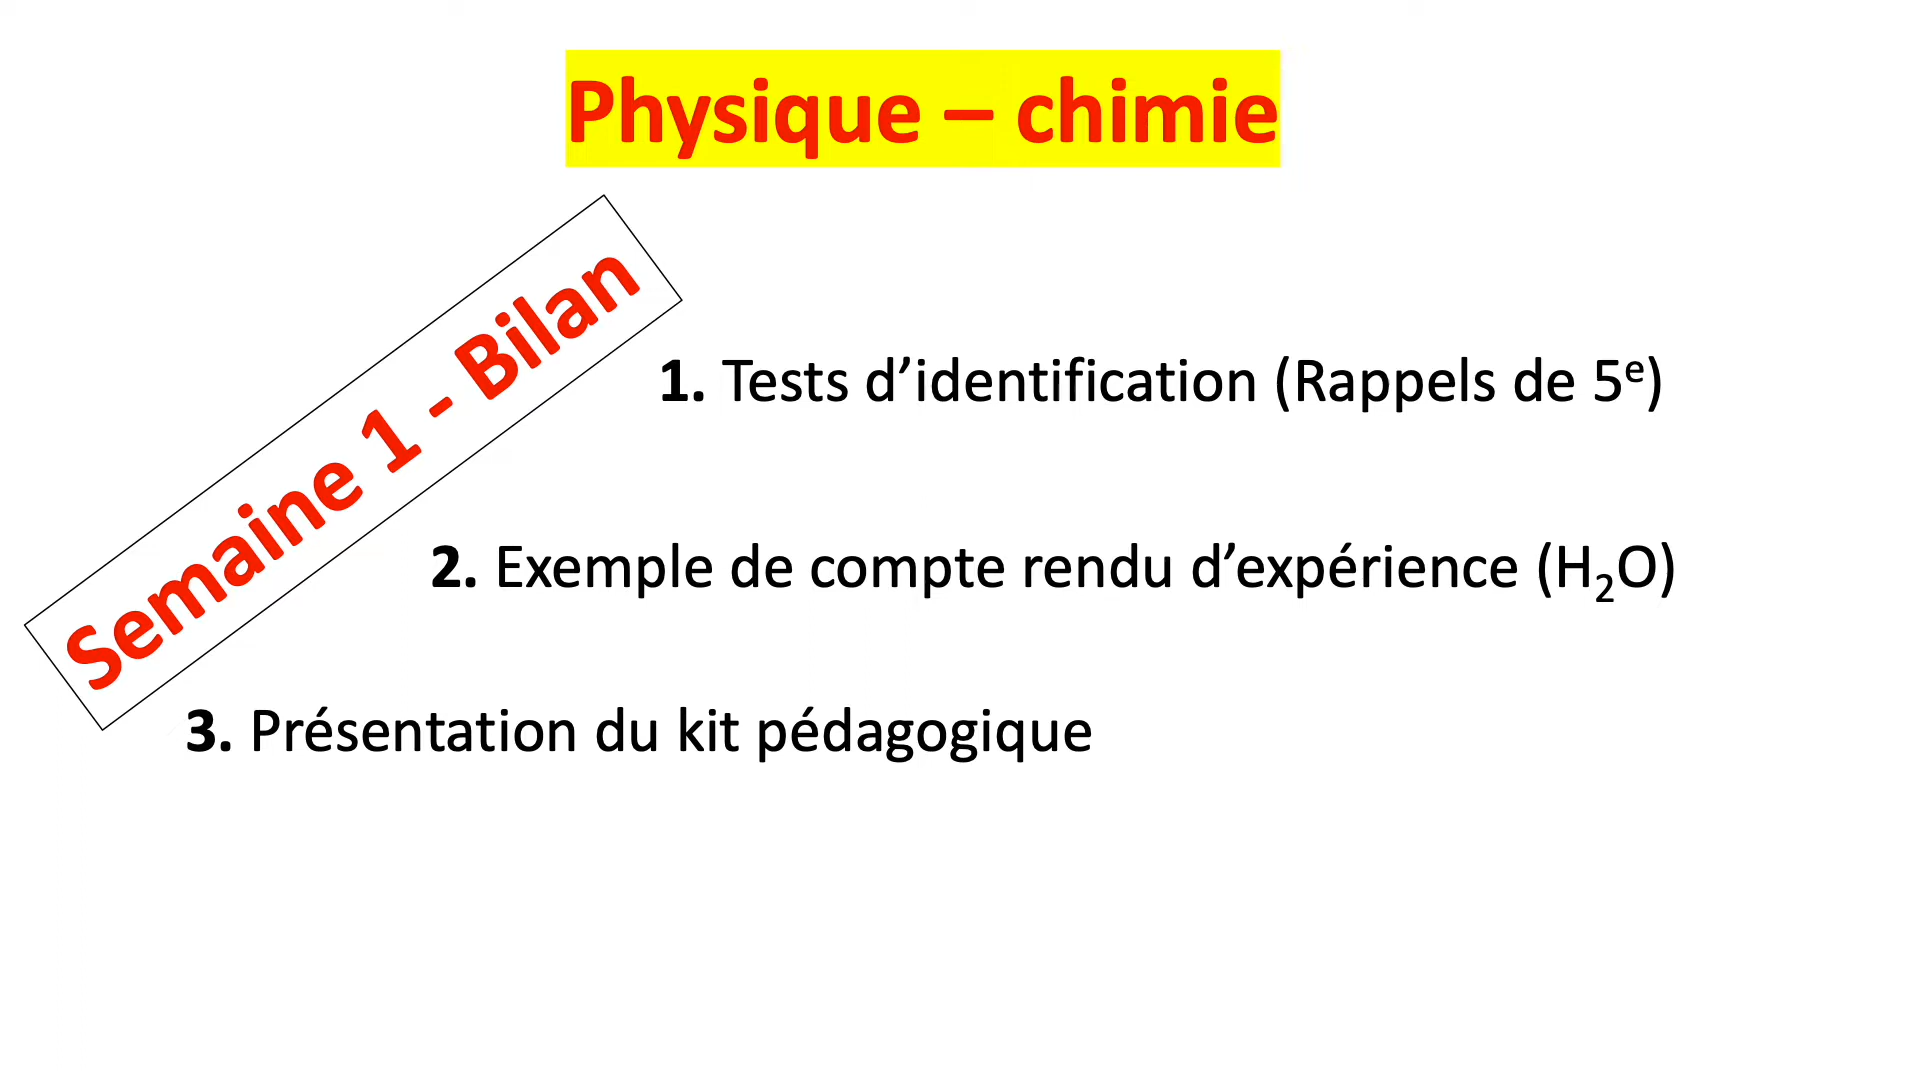 Physique – chimie
Semaine 1 - Bilan
1. Tests d’identification (Rappels de 5ᵉ)
2. Exemple de compte rendu d’expérience (H₂O)
3. Présentation du kit pédagogique